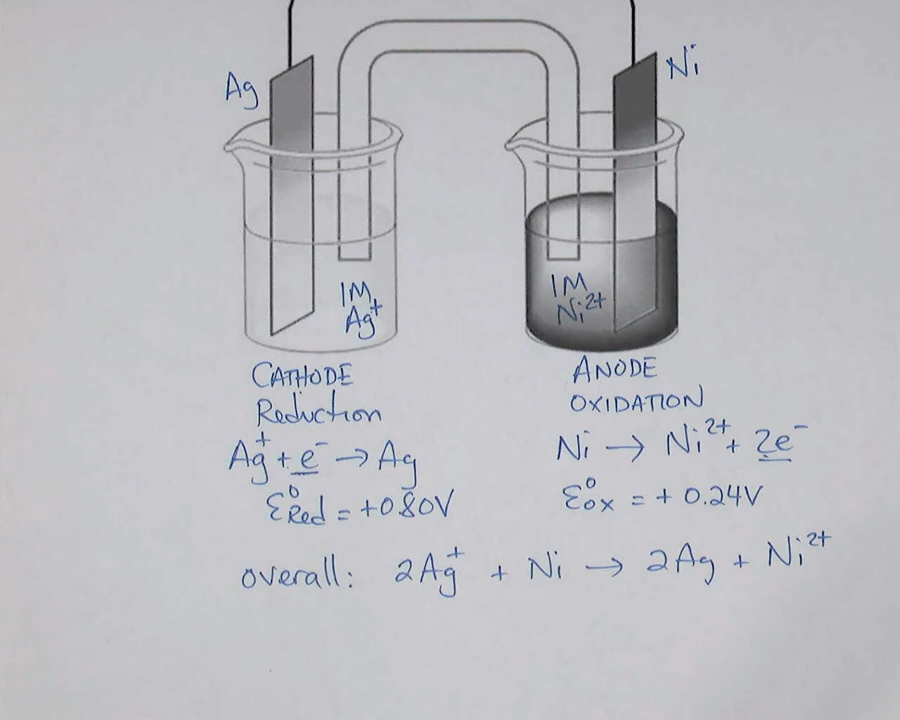 Ag
Ni
1M
Ag⁺
1M
Ni²⁺
CATHODE
Reduction
Ag⁺ + e⁻ → Ag
Ɛ°Red = +0.80V
ANODE
OXIDATION
Ni → Ni²⁺ + 2e⁻
Ɛ°ox = + 0.24V
overall: 2Ag⁺ + Ni → 2Ag + Ni²⁺